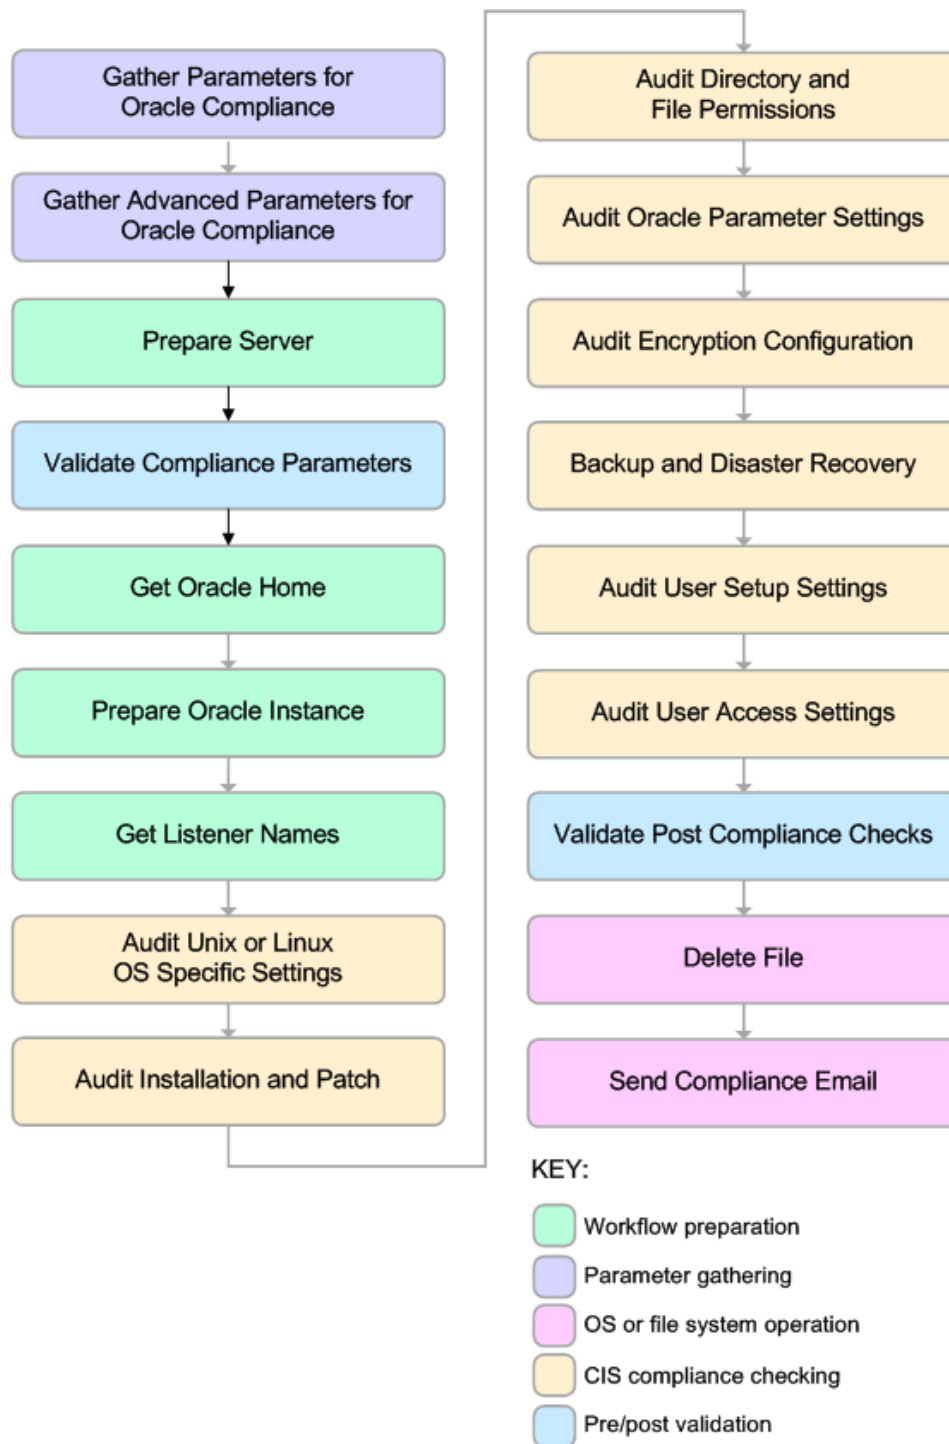 Gather Parameters for
Oracle Compliance
Gather Advanced Parameters for
Oracle Compliance
Prepare Server
Validate Compliance Parameters
Get Oracle Home
Prepare Oracle Instance
Get Listener Names
Audit Unix or Linux
OS Specific Settings
Audit Installation and Patch
Audit Directory and
File Permissions
Audit Oracle Parameter Settings
Audit Encryption Configuration
Backup and Disaster Recovery
Audit User Setup Settings
Audit User Access Settings
Validate Post Compliance Checks
Delete File
Send Compliance Email
KEY:
Workflow preparation
Parameter gathering
OS or file system operation
CIS compliance checking
Pre/post validation